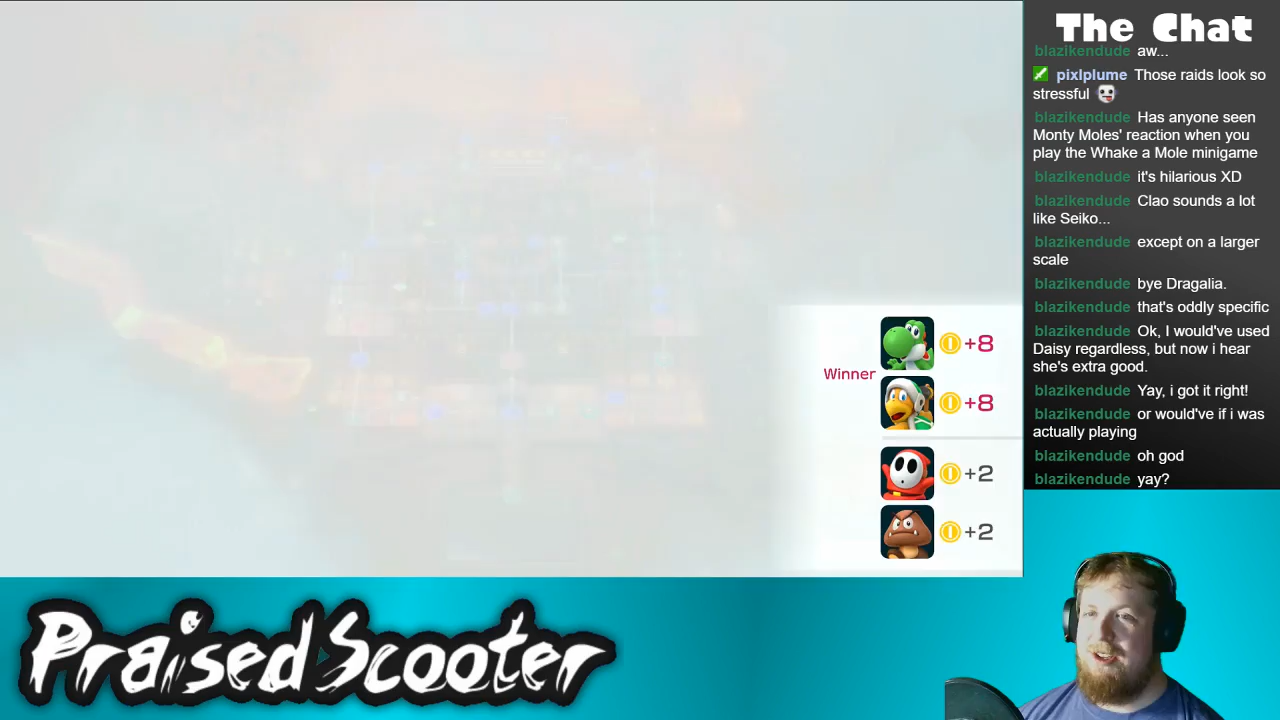 The Chat
blazikendude aw...
pixlplume Those raids look so
stressful
blazikendude Has anyone seen
Monty Moles' reaction when you
play the Whake a Mole minigame
blazikendude it's hilarious XD
blazikendude Clao sounds a lot
like Seiko...
blazikendude except on a larger
scale
blazikendude bye Dragalia.
blazikendude that's oddly specific
blazikendude Ok, I would've used
Daisy regardless, but now i hear
she's extra good.
blazikendude Yay, i got it right!
blazikendude or would've if i was
actually playing
blazikendude oh god
blazikendude yay?
Winner
+8
+8
+2
+2
PraisedScooter